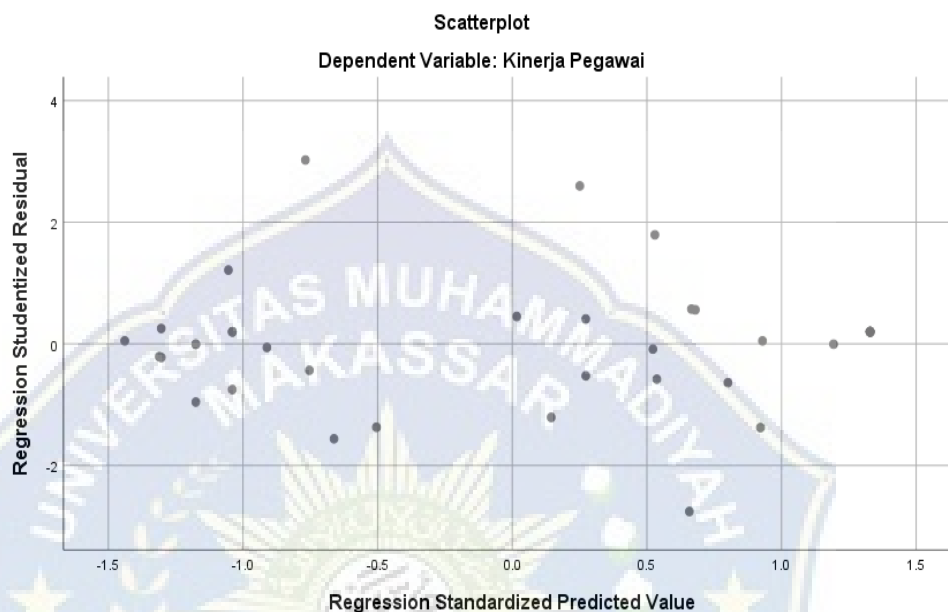 Scatterplot
Dependent Variable: Kinerja Pegawai
Regression Studentized Residual
4
2
0
-2
-1.5 -1.0 -0.5 0.0 0.5 1.0 1.5
Regression Standardized Predicted Value
UNIVERSITAS MUHAMMADIYAH
MAKASSAR